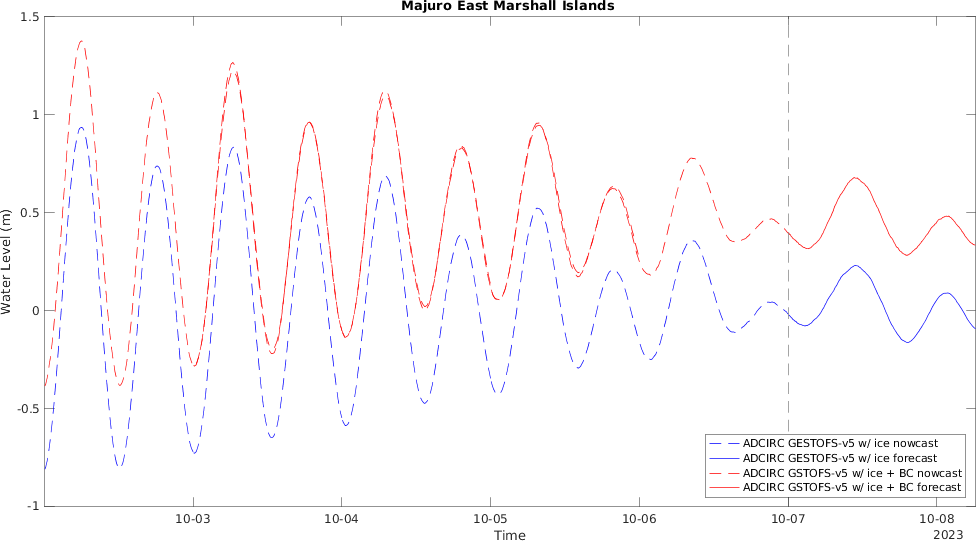 Majuro East Marshall Islands
1.5
1
0.5
0
-0.5
-1
Water Level (m)
10-03
10-04
10-05
10-06
10-07
10-08
Time
2023
ADCIRC GESTOFS-v5 w/ ice nowcast
ADCIRC GESTOFS-v5 w/ ice forecast
ADCIRC GSTOFS-v5 w/ ice + BC nowcast
ADCIRC GSTOFS-v5 w/ ice + BC forecast